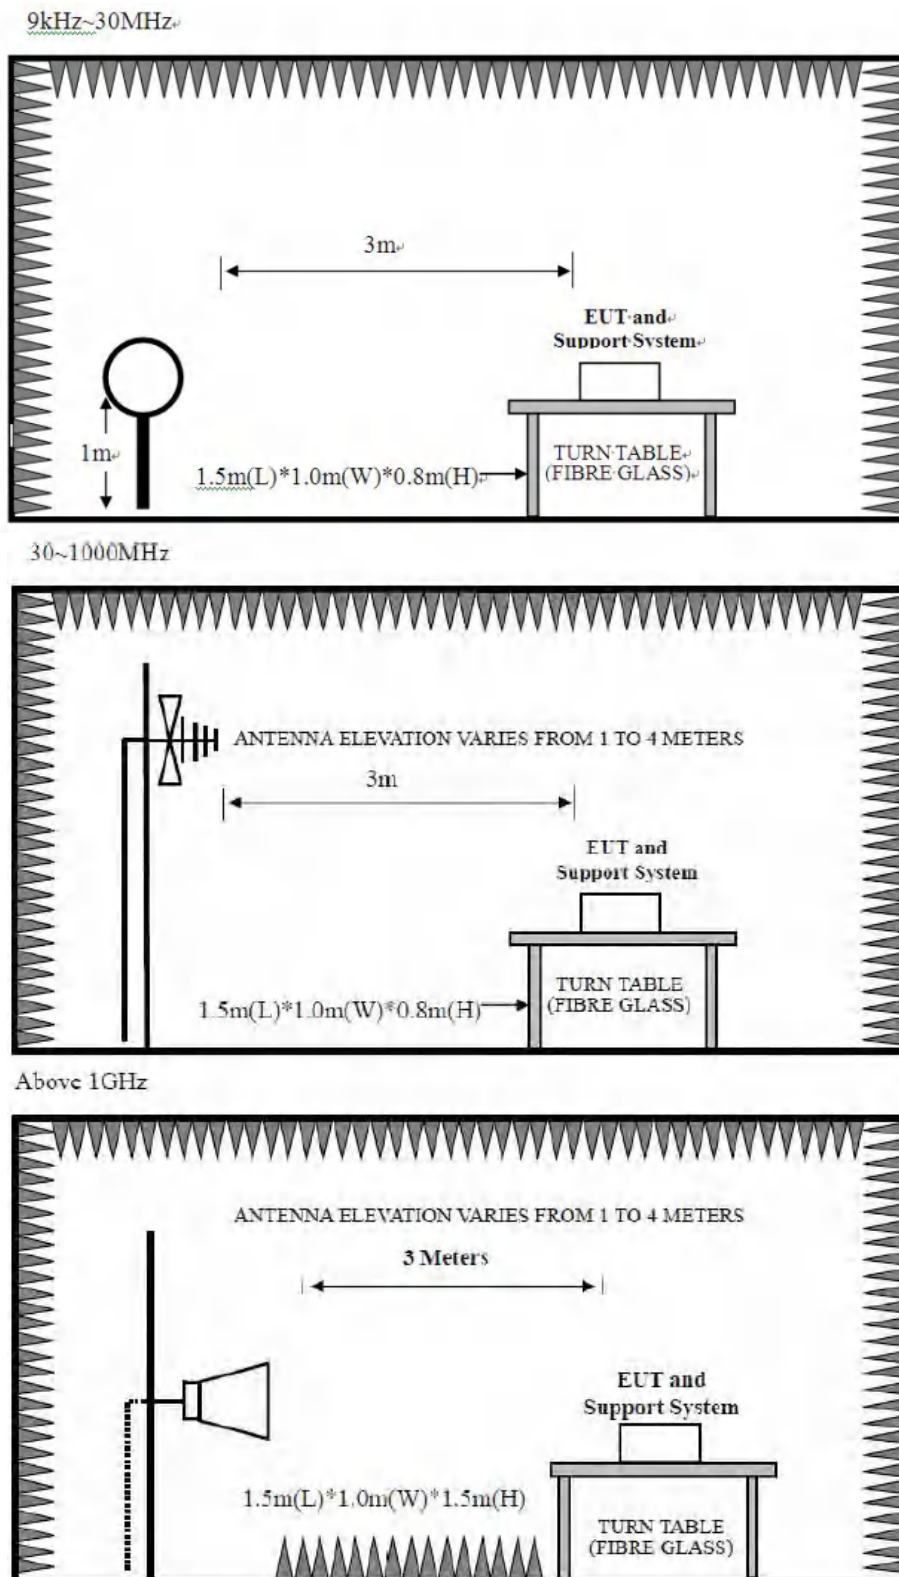 9kHz~30MHz
3m
EUT and
Support System
1m
1.5m(L)*1.0m(W)*0.8m(H)
TURN TABLE
(FIBRE GLASS)
30~1000MHz
ANTENNA ELEVATION VARIES FROM 1 TO 4 METERS
3m
EUT and
Support System
1.5m(L)*1.0m(W)*0.8m(H)
TURN TABLE
(FIBRE GLASS)
Above 1GHz
ANTENNA ELEVATION VARIES FROM 1 TO 4 METERS
3 Meters
EUT and
Support System
1.5m(L)*1.0m(W)*1.5m(H)
TURN TABLE
(FIBRE GLASS)